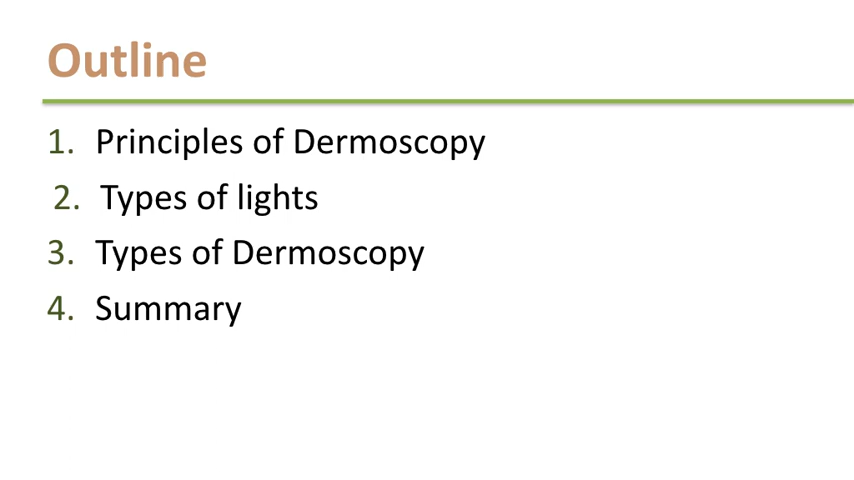 Outline
1. Principles of Dermoscopy
2. Types of lights
3. Types of Dermoscopy
4. Summary